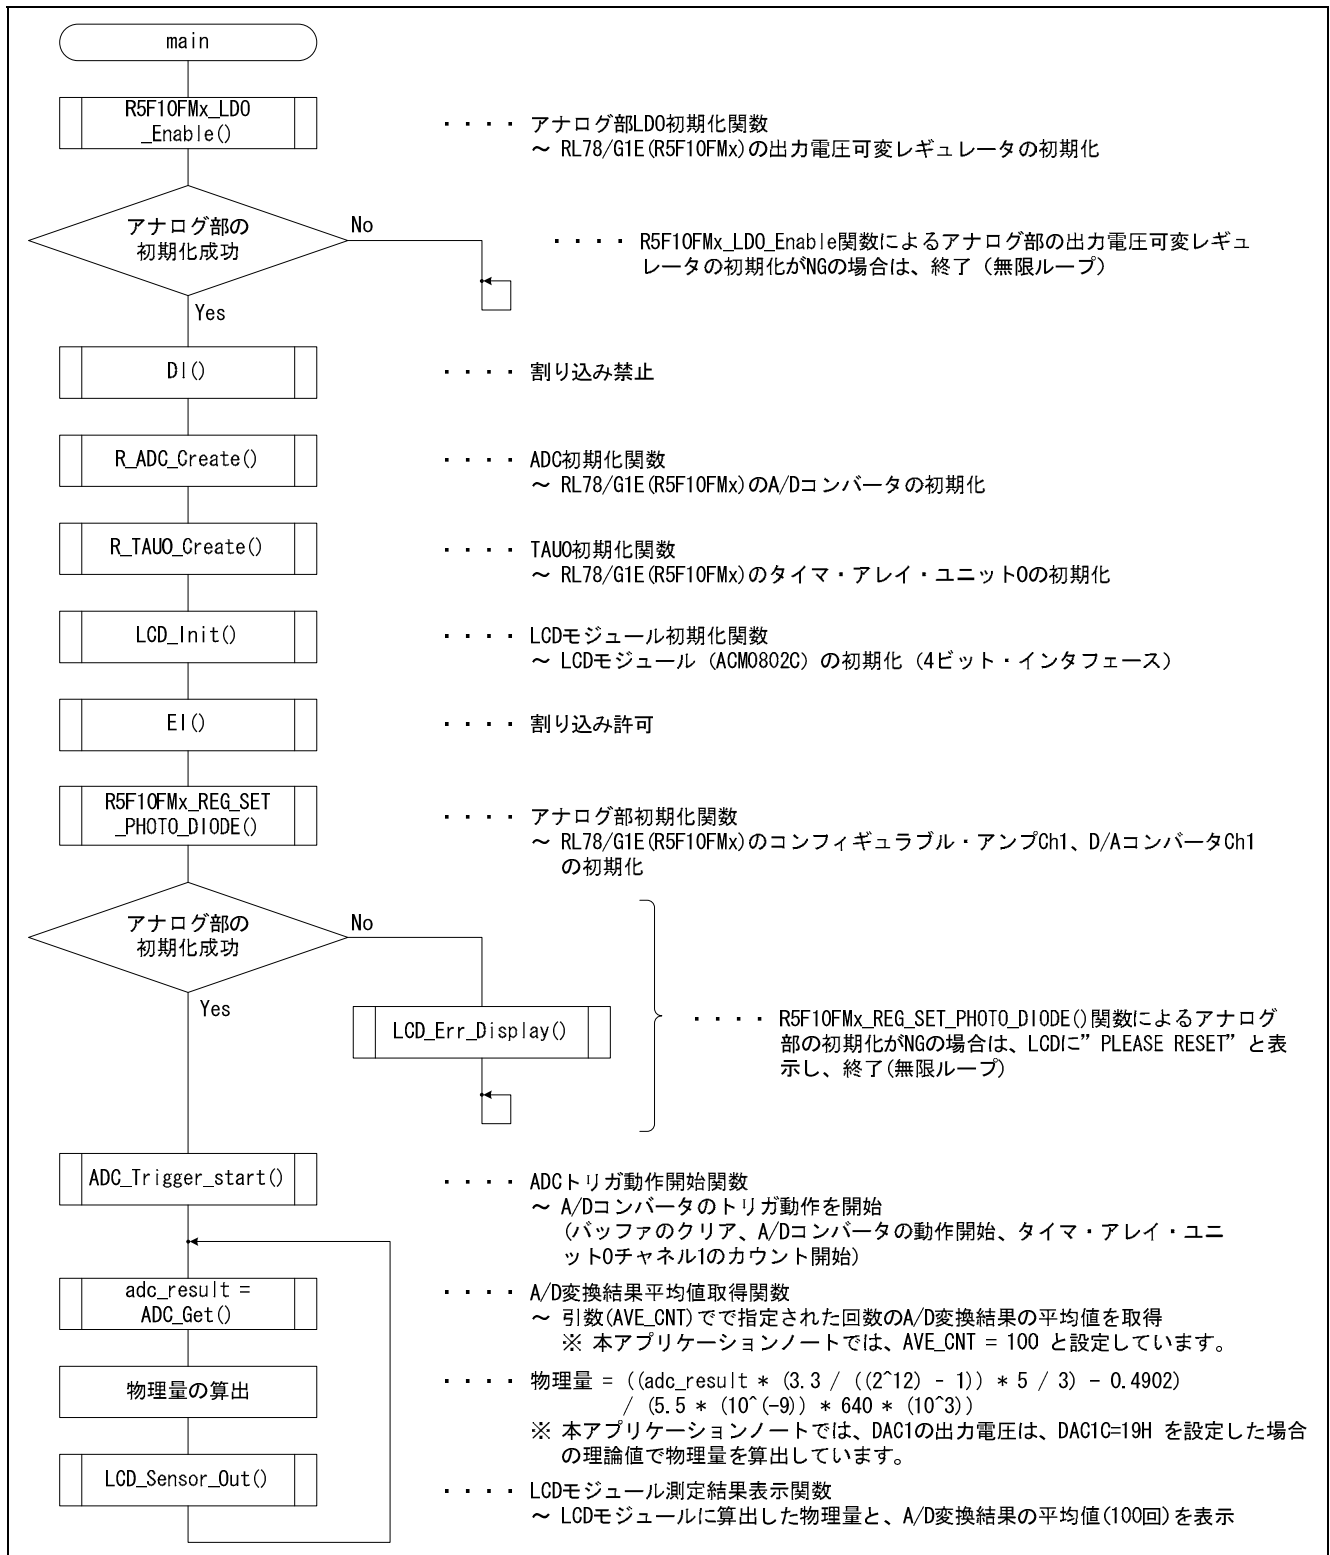 main
R5F10FMx_LDO
_Enable()
・・・・ アナログ部LDO初期化関数
～ RL78/G1E(R5F10FMx)の出力電圧可変レギュレータの初期化
アナログ部の
初期化成功
No
・・・・ R5F10FMx_LDO_Enable関数によるアナログ部の出力電圧可変レギュ
レータの初期化がNGの場合は、終了（無限ループ）
Yes
DI()
・・・・ 割り込み禁止
R_ADC_Create()
・・・・ ADC初期化関数
～ RL78/G1E(R5F10FMx)のA/Dコンバータの初期化
R_TAU0_Create()
・・・・ TAU0初期化関数
～ RL78/G1E(R5F10FMx)のタイマ・アレイ・ユニット0の初期化
LCD_Init()
・・・・ LCDモジュール初期化関数
～ LCDモジュール（ACM0802C）の初期化（4ビット・インタフェース）
EI()
・・・・ 割り込み許可
R5F10FMx_REG_SET
_PHOTO_DIODE()
・・・・ アナログ部初期化関数
～ RL78/G1E(R5F10FMx)のコンフィギュラブル・アンプCh1、D/AコンバータCh1
の初期化
アナログ部の
初期化成功
No
Yes
LCD_Err_Display()
・・・・ R5F10FMx_REG_SET_PHOTO_DIODE()関数によるアナログ
部の初期化がNGの場合は、LCDに”PLEASE RESET”と表
示し、終了(無限ループ)
ADC_Trigger_start()
・・・・ ADCトリガ動作開始関数
～ A/Dコンバータのトリガ動作を開始
(バッファのクリア、A/Dコンバータの動作開始、タイマ・アレイ・ユニ
ット0チャネル1のカウント開始)
adc_result =
ADC_Get()
・・・・ A/D変換結果平均値取得関数
～ 引数(AVE_CNT)でで指定された回数のA/D変換結果の平均値を取得
※ 本アプリケーションノートでは、AVE_CNT = 100 と設定しています。
物理量の算出
・・・・ 物理量 = ((adc_result * (3.3 / ((2^12) - 1)) * 5 / 3) - 0.4902)
/ (5.5 * (10^(-9)) * 640 * (10^3))
※ 本アプリケーションノートでは、DAC1の出力電圧は、DAC1C=19H を設定した場合
の理論値で物理量を算出しています。
LCD_Sensor_Out()
・・・・ LCDモジュール測定結果表示関数
～ LCDモジュールに算出した物理量と、A/D変換結果の平均値(100回)を表示